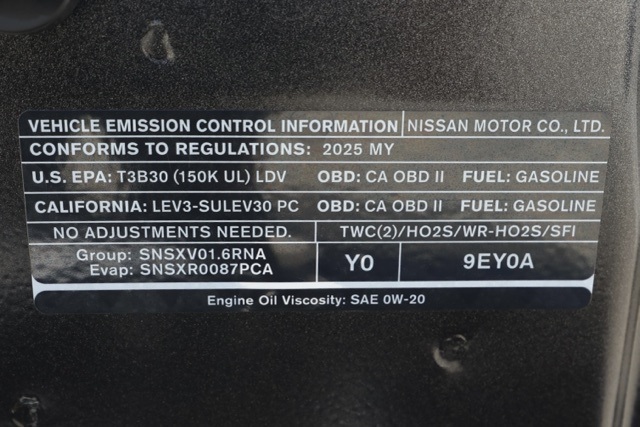 VEHICLE EMISSION CONTROL INFORMATION NISSAN MOTOR CO., LTD.
CONFORMS TO REGULATIONS: 2025 MY
U.S. EPA: T3B30 (150K UL) LDV OBD: CA OBD II FUEL: GASOLINE
CALIFORNIA: LEV3-SULEV30 PC OBD: CA OBD II FUEL: GASOLINE
NO ADJUSTMENTS NEEDED. TWC(2)/HO2S/WR-HO2S/SFI
Group: SNSXV01.6RNA
Evap: SNSXR0087PCA
Y0 9EY0A
Engine Oil Viscosity: SAE 0W-20